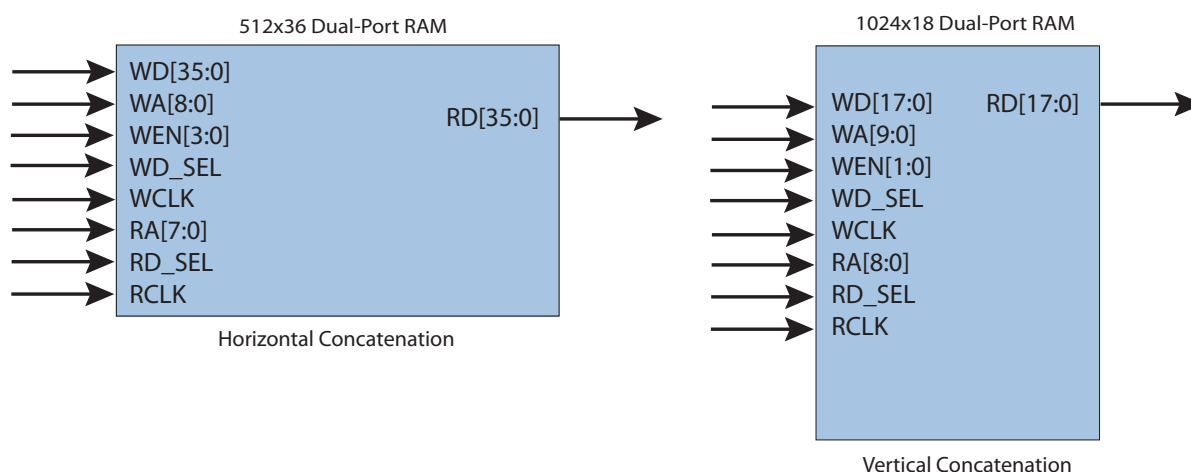 512x36 Dual-Port RAM
WD[35:0]
WA[8:0]
WEN[3:0]
WD_SEL
WCLK
RA[7:0]
RD_SEL
RCLK
RD[35:0]
Horizontal Concatenation
1024x18 Dual-Port RAM
WD[17:0]
WA[9:0]
WEN[1:0]
WD_SEL
WCLK
RA[8:0]
RD_SEL
RCLK
RD[17:0]
Vertical Concatenation